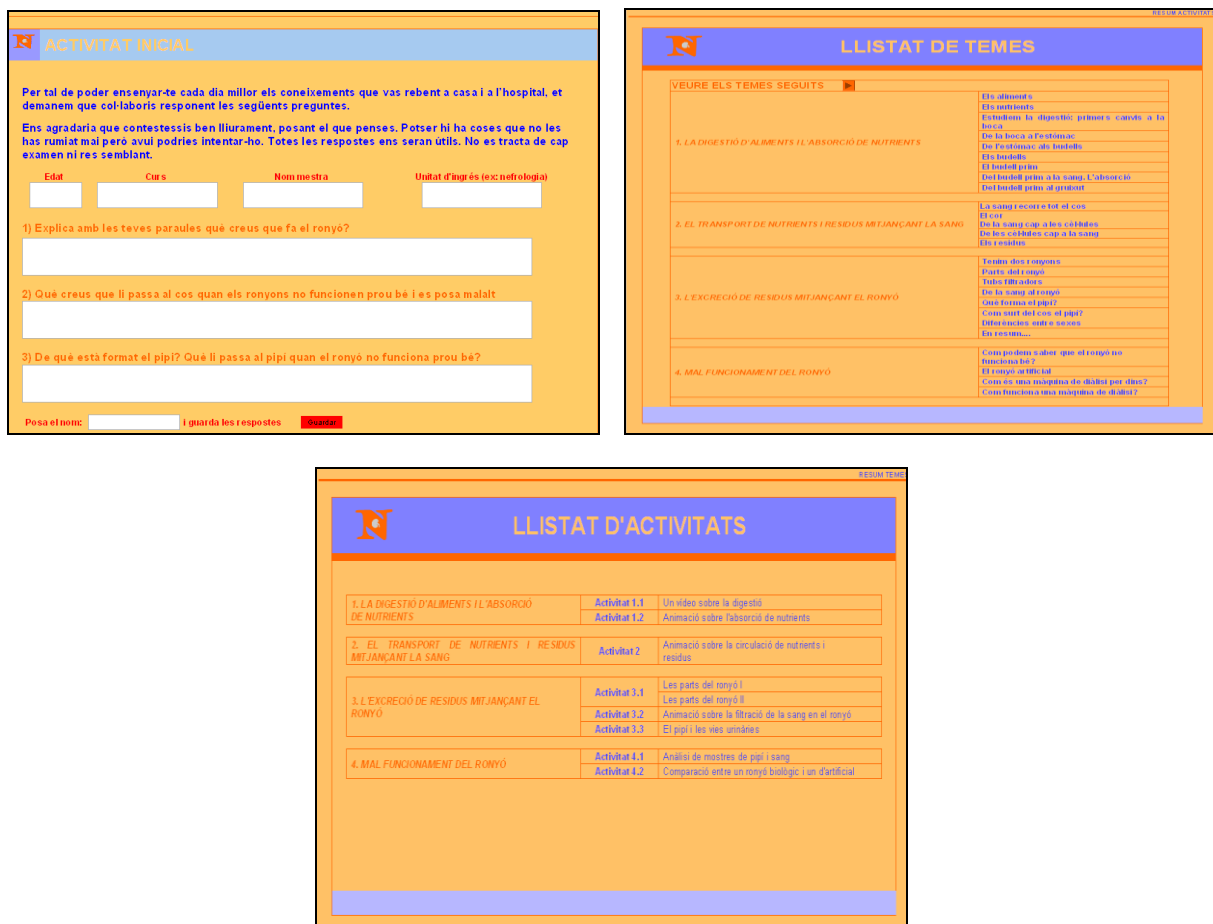 ACTIVITAT INICIAL
Per tal de poder ensenyar-te cada dia millor els coneixements que vas rebent a casa i a l'hospital, et
demanem que col·laboris responent les següents preguntes.
Ens agradaria que contestessis ben lliurament, posant el que penses. Potser hi ha coses que no les
has rumiat mai però avui podries intentar-ho. Totes les respostes ens seran útils. No es tracta de cap
examen ni res semblant.
Edat Curs Nom mestra Unitat d'ingrés (ex: nefrologia)
1) Explica amb les teves paraules què creus que fa el ronyó?
2) Què creus que li passa al cos quan els ronyons no funcionen prou bé i es posa malalt
3) De què està format el pipi? Què li passa al pipí quan el ronyó no funciona prou bé?
Posa el nom: i guarda les respostes Guardar
RESUM ACTIVITATS
N
LLISTAT DE TEMES
VEURE ELS TEMES SEGUITS
1. LA DIGESTIÓ D'ALIMENTS I L'ABSORCIÓ DE NUTRIENTS
Els aliments
Els nutrients
Estudiem la digestió: primers canvis a la
boca
De la boca a l'estómac
De l'estómac als budells
Els budells
El budell prim
Del budell prim a la sang. L'absorció
Del budell prim al gruixut
2. EL TRANSPORT DE NUTRIENTS I RESIDUS MITJANÇANT LA SANG
La sang recorre tot el cos
El cor
De la sang cap a les cèl·lules
De les cèl·lules cap a la sang
Els residus
3. L'EXCRECIÓ DE RESIDUS MITJANÇANT EL RONYÓ
Tenim dos ronyons
Parts del ronyó
Tubs filtradors
De la sang al ronyó
Què forma el pipí?
Com surt del cos el pipí?
Diferències entre sexes
En resum....
4. MAL FUNCIONAMENT DEL RONYÓ
Com podem saber que el ronyó no
funciona bé?
El ronyó artificial
Com és una màquina de diàlisi per dins?
Com funciona una màquina de diàlisi?
RESUM TEME
N
LLISTAT D'ACTIVITATS
1. LA DIGESTIÓ D'ALIMENTS I L'ABSORCIÓ
DE NUTRIENTS
Activitat 1.1 Un vídeo sobre la digestió
Activitat 1.2 Animació sobre l'absorció de nutrients
2. EL TRANSPORT DE NUTRIENTS I RESIDUS
MITJANÇANT LA SANG
Activitat 2 Animació sobre la circulació de nutrients i
residus
3. L'EXCRECIÓ DE RESIDUS MITJANÇANT EL
RONYÓ
Activitat 3.1 Les parts del ronyó I
Les parts del ronyó II
Activitat 3.2 Animació sobre la filtració de la sang en el ronyó
Activitat 3.3 El pipí i les vies urinàries
4. MAL FUNCIONAMENT DEL RONYÓ
Activitat 4.1 Anàlisi de mostres de pipí i sang
Activitat 4.2 Comparació entre un ronyó biològic i un d'artificial